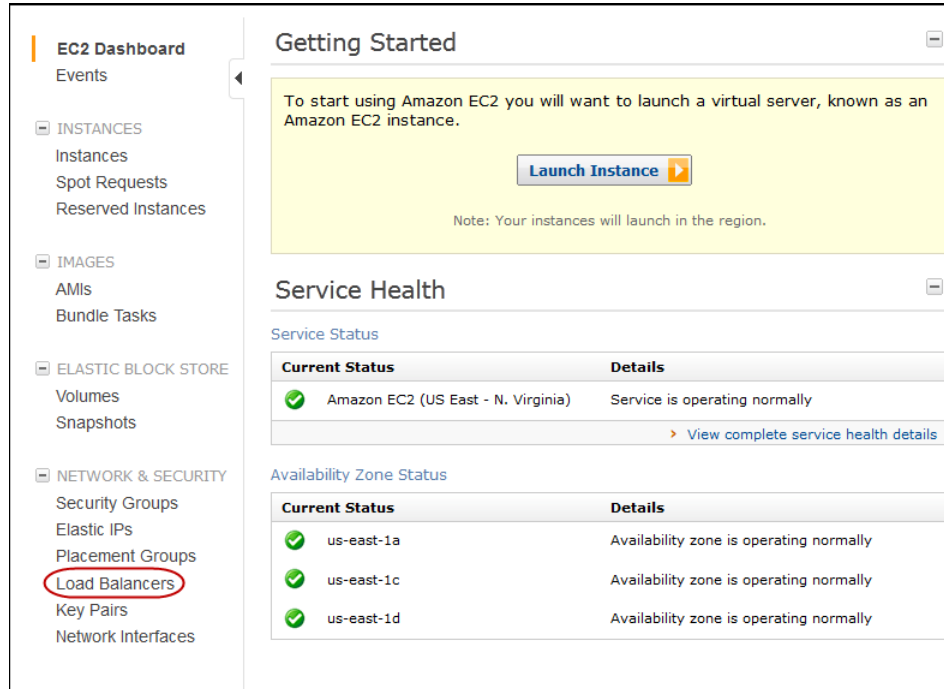 EC2 Dashboard
Events
INSTANCES
Instances
Spot Requests
Reserved Instances
IMAGES
AMIs
Bundle Tasks
ELASTIC BLOCK STORE
Volumes
Snapshots
NETWORK & SECURITY
Security Groups
Elastic IPs
Placement Groups
Load Balancers
Key Pairs
Network Interfaces
Getting Started
To start using Amazon EC2 you will want to launch a virtual server, known as an
Amazon EC2 instance.
Launch Instance
Note: Your instances will launch in the region.
Service Health
Service Status
Current Status Details
Amazon EC2 (US East - N. Virginia) Service is operating normally
View complete service health details
Availability Zone Status
Current Status Details
us-east-1a Availability zone is operating normally
us-east-1c Availability zone is operating normally
us-east-1d Availability zone is operating normally